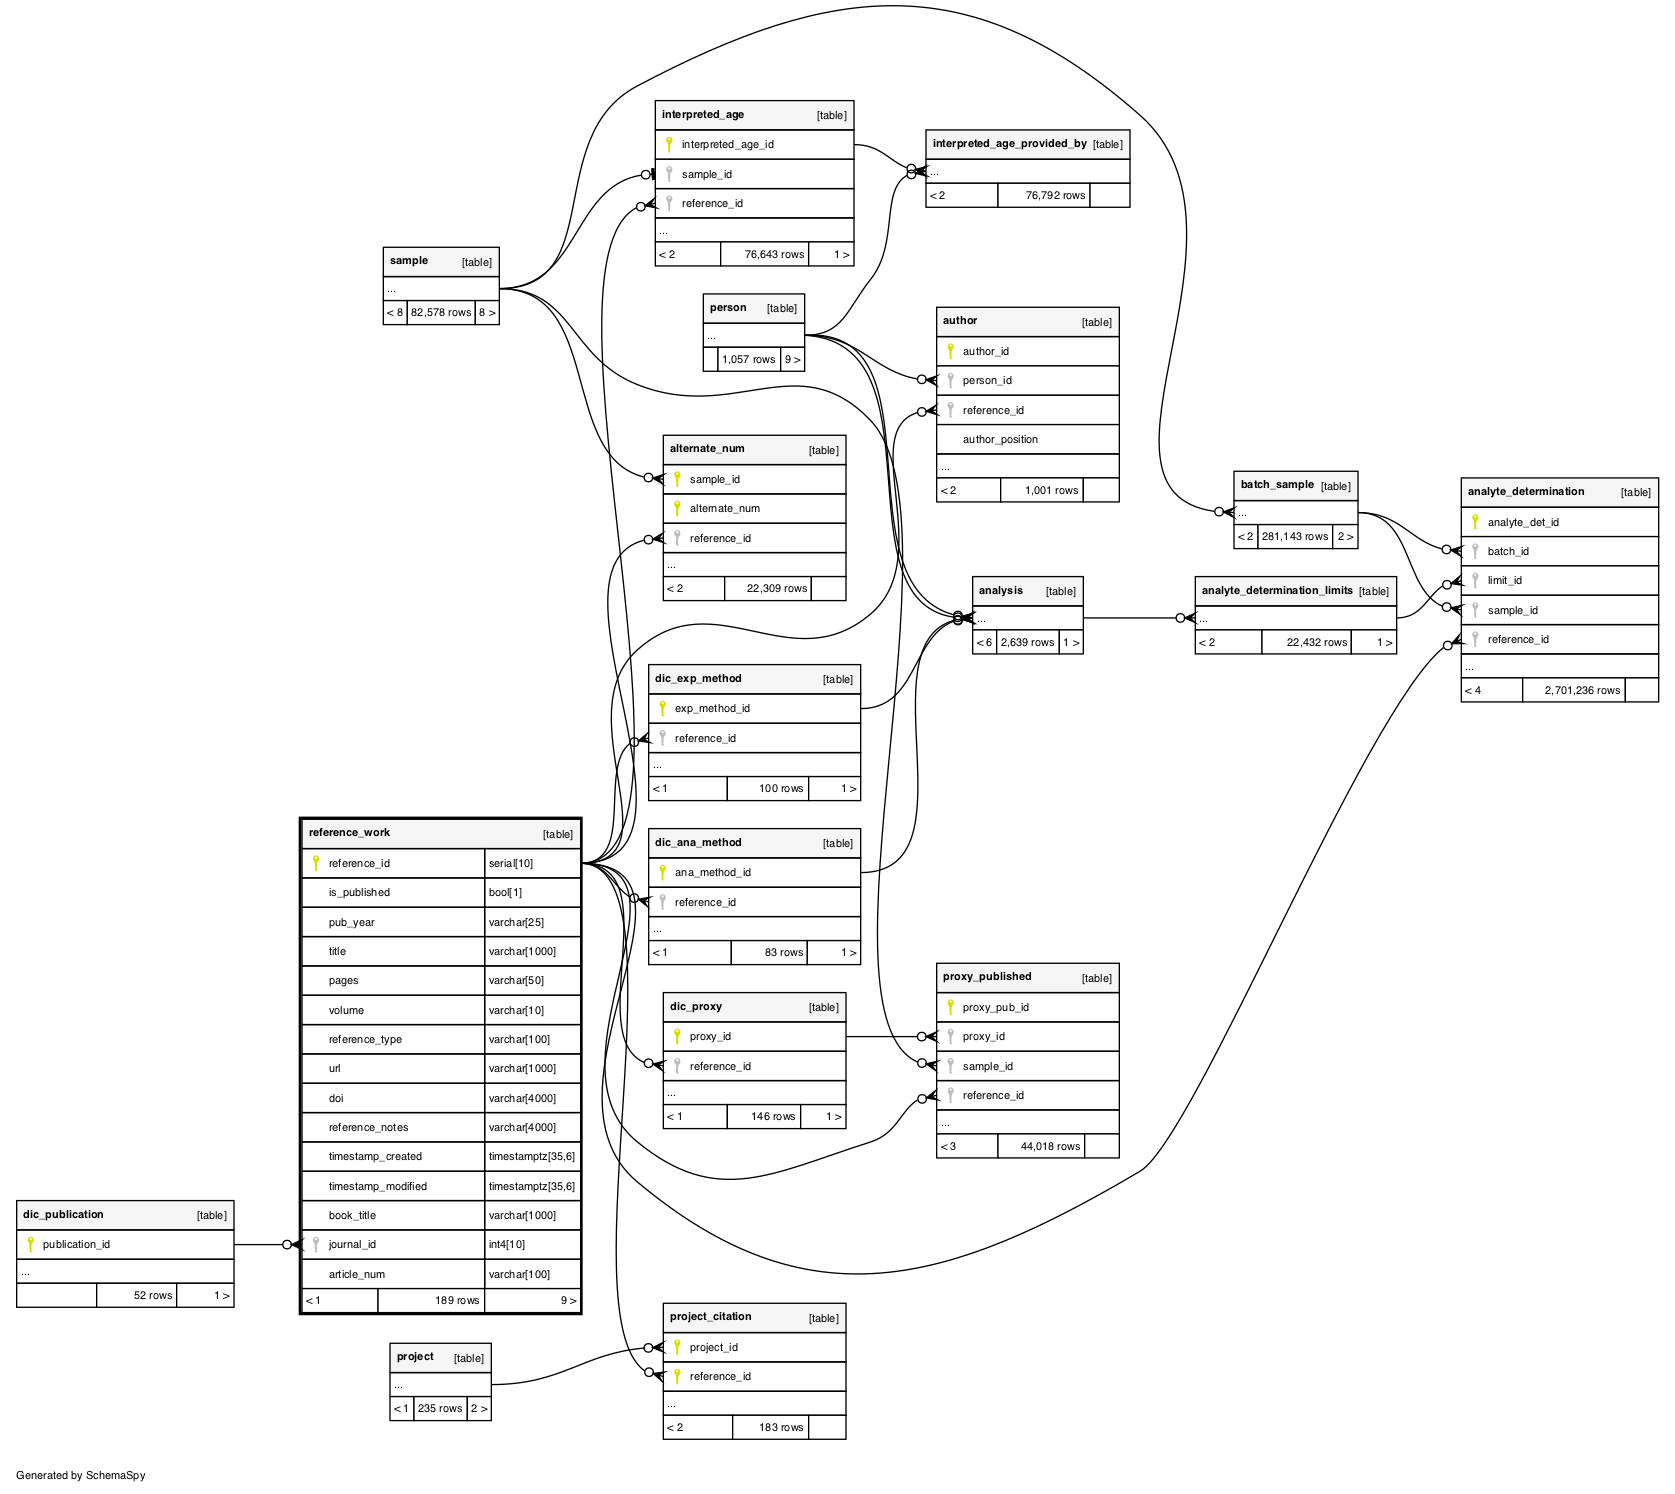 interpreted_age [table]
interpreted_age_id
sample_id
reference_id
...
< 2 76,643 rows 1 >
interpreted_age_provided_by [table]
...
< 2 76,792 rows
sample [table]
...
< 8 82,578 rows 8 >
person [table]
...
1,057 rows 9 >
author [table]
author_id
person_id
reference_id
author_position
...
< 2 1,001 rows
alternate_num [table]
sample_id
alternate_num
reference_id
...
< 2 22,309 rows
batch_sample [table]
...
< 2 281,143 rows 2 >
analyte_determination [table]
analyte_det_id
batch_id
limit_id
sample_id
reference_id
...
< 4 2,701,236 rows
analysis [table]
...
< 6 2,639 rows 1 >
analyte_determination_limits [table]
...
< 2 22,432 rows 1 >
dic_exp_method [table]
exp_method_id
reference_id
...
< 1 100 rows 1 >
reference_work [table]
reference_id serial[10]
is_published bool[1]
pub_year varchar[25]
title varchar[1000]
pages varchar[50]
volume varchar[10]
reference_type varchar[100]
url varchar[1000]
doi varchar[4000]
reference_notes varchar[4000]
timestamp_created timestamptz[35,6]
timestamp_modified timestamptz[35,6]
book_title varchar[1000]
journal_id int4[10]
article_num varchar[100]
< 1 189 rows 9 >
dic_ana_method [table]
ana_method_id
reference_id
...
< 1 83 rows 1 >
dic_proxy [table]
proxy_id
reference_id
...
< 1 146 rows 1 >
proxy_published [table]
proxy_pub_id
proxy_id
sample_id
reference_id
...
< 3 44,018 rows
dic_publication [table]
publication_id
...
52 rows 1 >
project_citation [table]
project_id
reference_id
...
< 2 183 rows
project [table]
...
< 1 235 rows 2 >
Generated by SchemaSpy